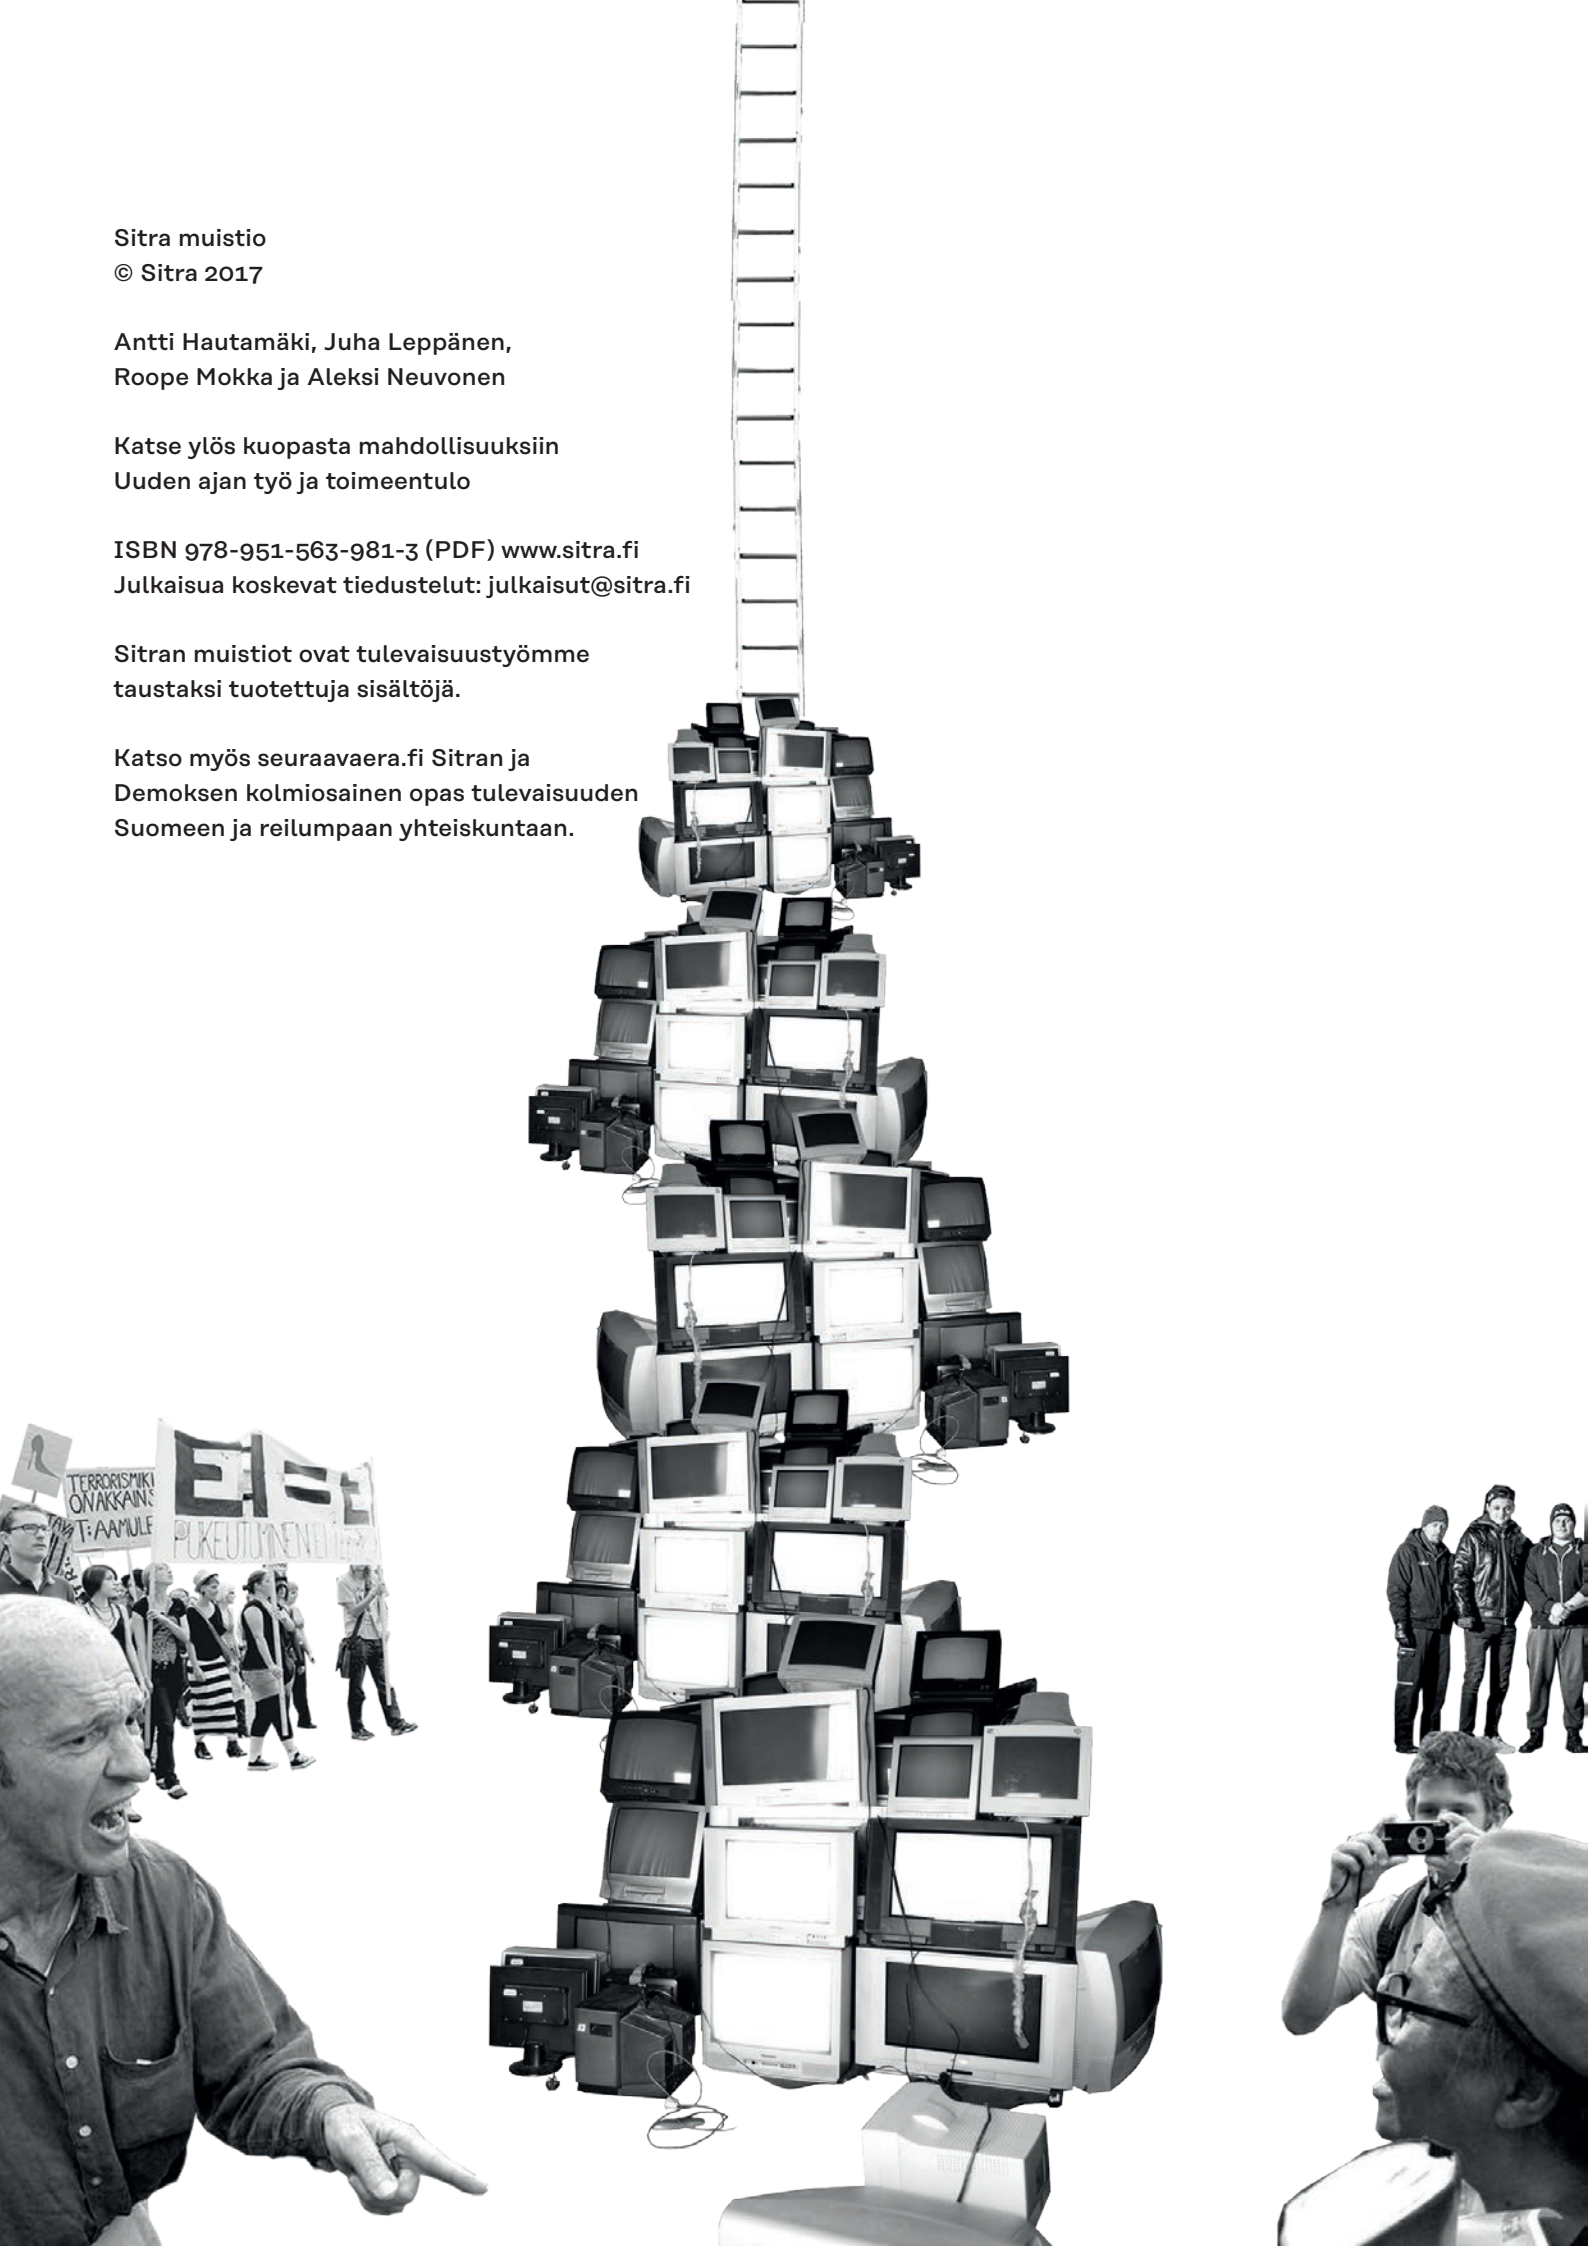 Sitra muistio
© Sitra 2017
Antti Hautamäki, Juha Leppänen,
Roope Mokka ja Aleksi Neuvonen
Katse ylös kuopasta mahdollisuuksiin
Uuden ajan työ ja toimeentulo
ISBN 978-951-563-981-3 (PDF) www.sitra.fi
Julkaisua koskevat tiedustelut: julkaisut@sitra.fi
Sitran muistiot ovat tulevaisuustyömme
taustaksi tuotettuja sisältöjä.
Katso myös seuraavaera.fi Sitran ja
Demoksen kolmiosainen opas tulevaisuuden
Suomeen ja reilumpaan yhteiskuntaan.
TERRORISMIKI
ON AKKAINS
T:AAMULE
EI =
PUKEUTUMINEN EI